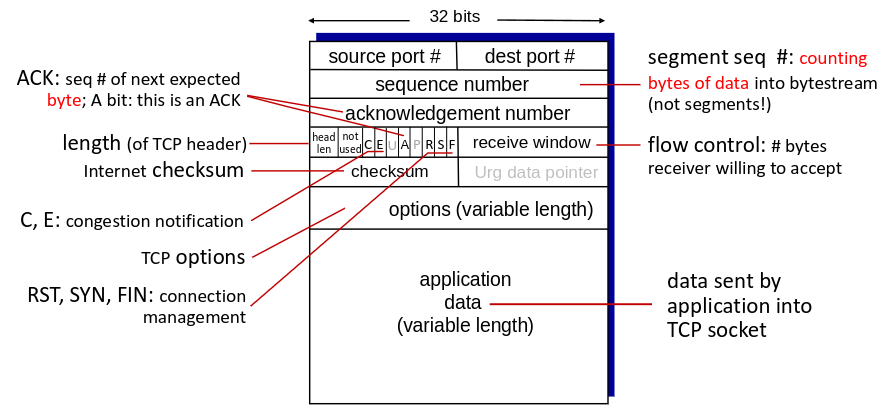 32 bits
source port #
dest port #
sequence number
acknowledgement number
head
len
not
used
C
E
U
A
P
R
S
F
receive window
checksum
Urg data pointer
options (variable length)
application
data
(variable length)
ACK: seq # of next expected
byte; A bit: this is an ACK
length (of TCP header)
Internet checksum
C, E: congestion notification
TCP options
RST, SYN, FIN: connection
management
segment seq #: counting
bytes of data into bytestream
(not segments!)
flow control: # bytes
receiver willing to accept
data sent by
application into
TCP socket